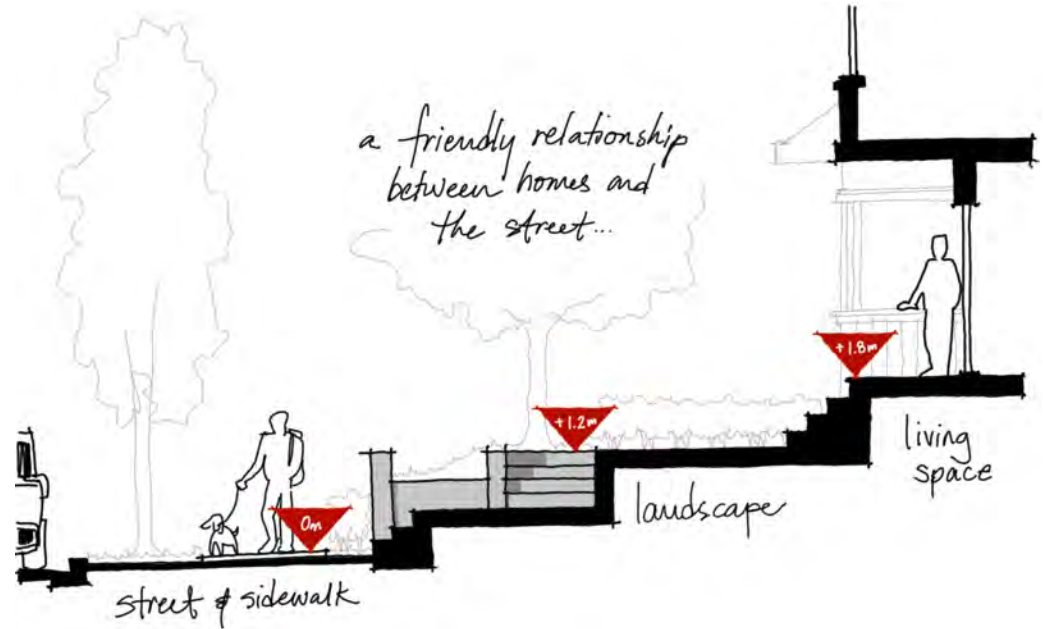 a friendly relationship
between homes and
the street...
+1.8m
+1.2m
living
space
0m
landscape
street & sidewalk